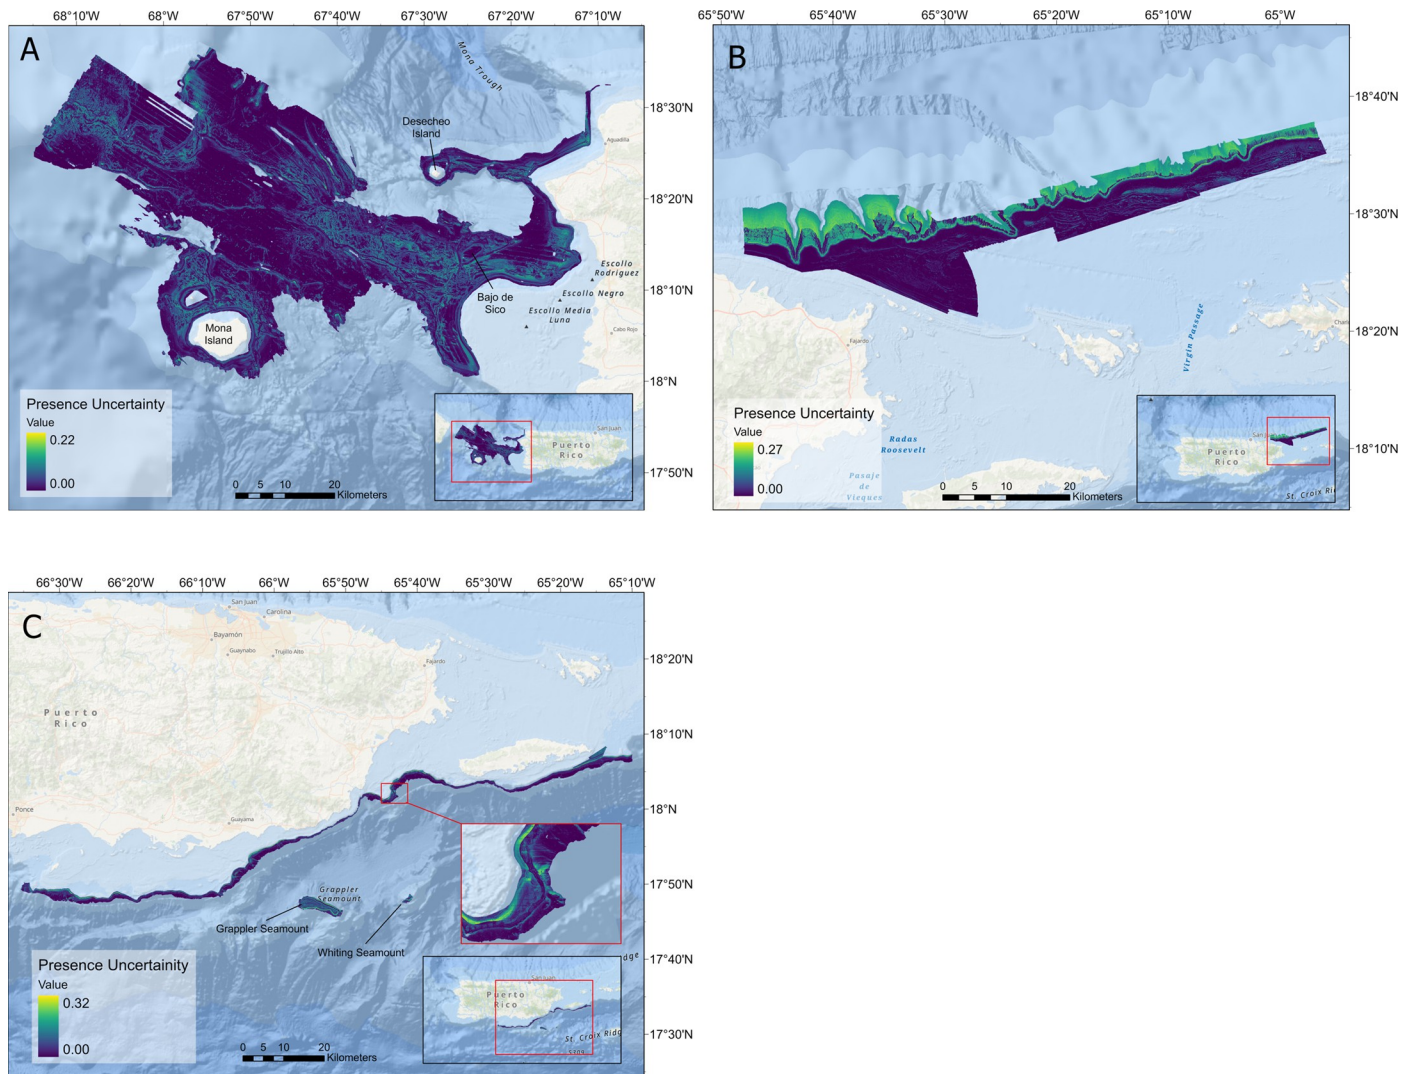 68°10'W 68°W 67°50'W 67°40'W 67°30'W 67°20'W 67°10'W
A
Mona Trough
Desecheo
Island
Aguadilla
18°30'N
18°20'N
18°10'N
18°N
17°50'N
Escollo
Rodriguez
Escollo Negro
Escollo Media
Luna
Cabo Rojo
Bajo de
Sico
Mona
Island
Presence Uncertainty
Value
0.22
0.00
0 5 10 20
Kilometers
San Juan
Puerto
Rico
65°50'W 65°40'W 65°30'W 65°20'W 65°10'W 65°W
B
18°40'N
18°30'N
18°20'N
18°10'N
Virgin Passage
Fajardo
Radas
Roosevelt
Pasaje
de
Vieques
Presence Uncertainty
Value
0.27
0.00
0 5 10 20
Kilometers
Puerto
Rico
66°30'W 66°20'W 66°10'W 66°W 65°50'W 65°40'W 65°30'W 65°20'W 65°10'W
C
San Juan
Carolina
Bayamón
Guaynabo
Trujillo Alto
Fajardo
Puerto
Rico
Ponce
Guayama
18°20'N
18°10'N
18°N
17°50'N
17°40'N
17°30'N
Grappler
Seamount
Grappler Seamount
Whiting Seamount
Presence Uncertainity
Value
0.32
0.00
0 5 10 20
Kilometers
San Juan
Puerto
Rico
dge